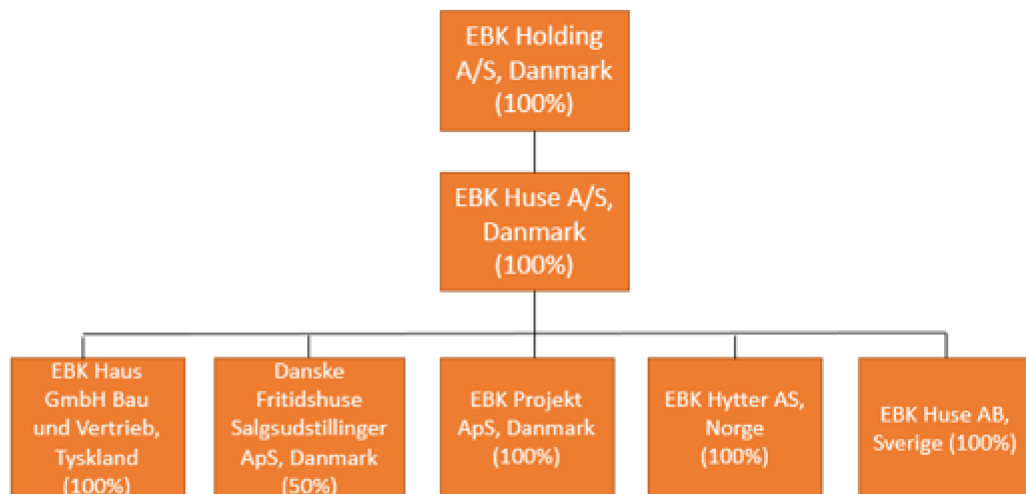 EBK Holding
A/S, Danmark
(100%)
EBK Huse A/S,
Danmark
(100%)
EBK Haus
GmbH Bau
und Vertrieb,
Tyskland
(100%)
Danske
Fritidshuse
Salgsudstillinger
ApS, Danmark
(50%)
EBK Projekt
ApS, Danmark
(100%)
EBK Hytter AS,
Norge
(100%)
EBK Huse AB,
Sverige (100%)